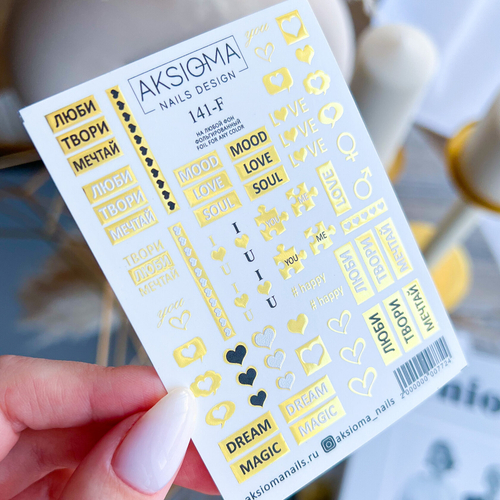 AKSIOMA
NAILS DESIGN
141-F
НА ЛЮБОЙ ФОН
ФОЛЬГИРОВАННЫЙ
FOIL FOR ANY COLOR
ЛЮБИ
ТВОРИ
МЕЧТАЙ
ЛЮБИ
ТВОРИ
МЕЧТАЙ
ТВОРИ
ЛЮБИ
МЕЧТАЙ
MOOD
LOVE
SOUL
MOOD
LOVE
SOUL
LOVE
LOVE
LOVE
LOVE
I
U
I
U
I
U
I
U
YOU
ME
#happy
#happy
ЛЮБИ
ТВОРИ
МЕЧТАЙ
ЛЮБИ
ТВОРИ
МЕЧТАЙ
DREAM
MAGIC
DREAM
MAGIC
aksiomanails.ru
aksioma_nails